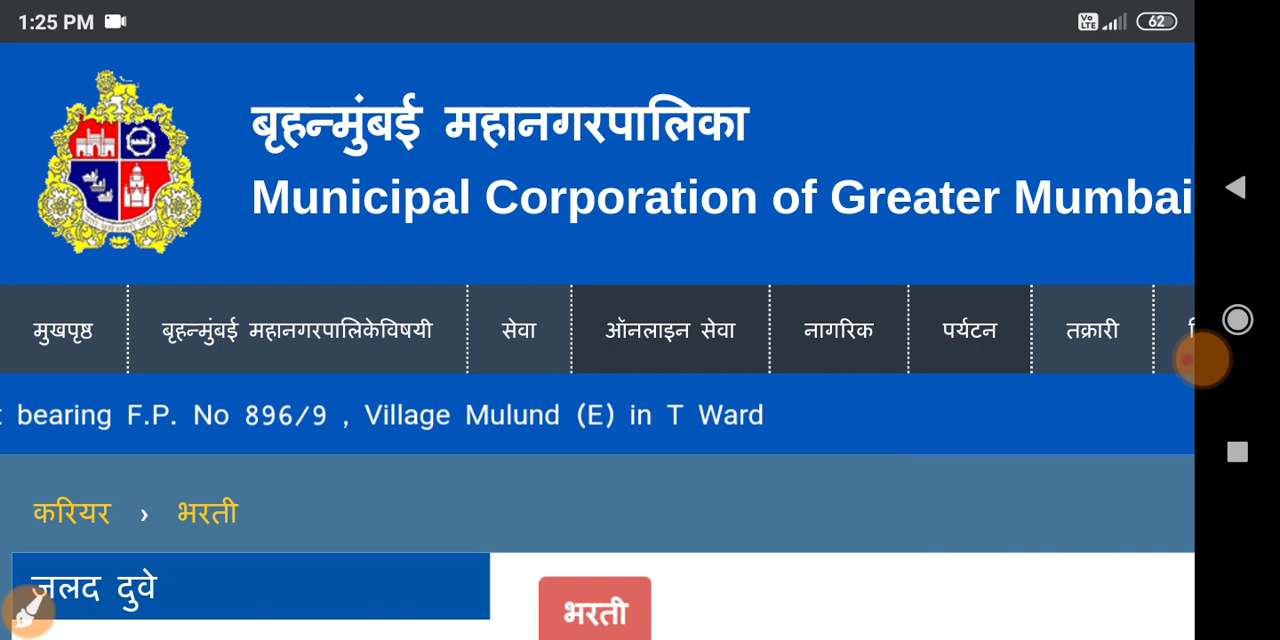 1:25 PM
Vo LTE 62
बृहन्मुंबई महानगरपालिका
Municipal Corporation of Greater Mumbai
मुखपृष्ठ बृहन्मुंबई महानगरपालिकेविषयी सेवा ऑनलाइन सेवा नागरिक पर्यटन तक्रारी
bearing F.P. No 896/9 , Village Mulund (E) in T Ward
करियर › भरती
जलद दुवे
भरती